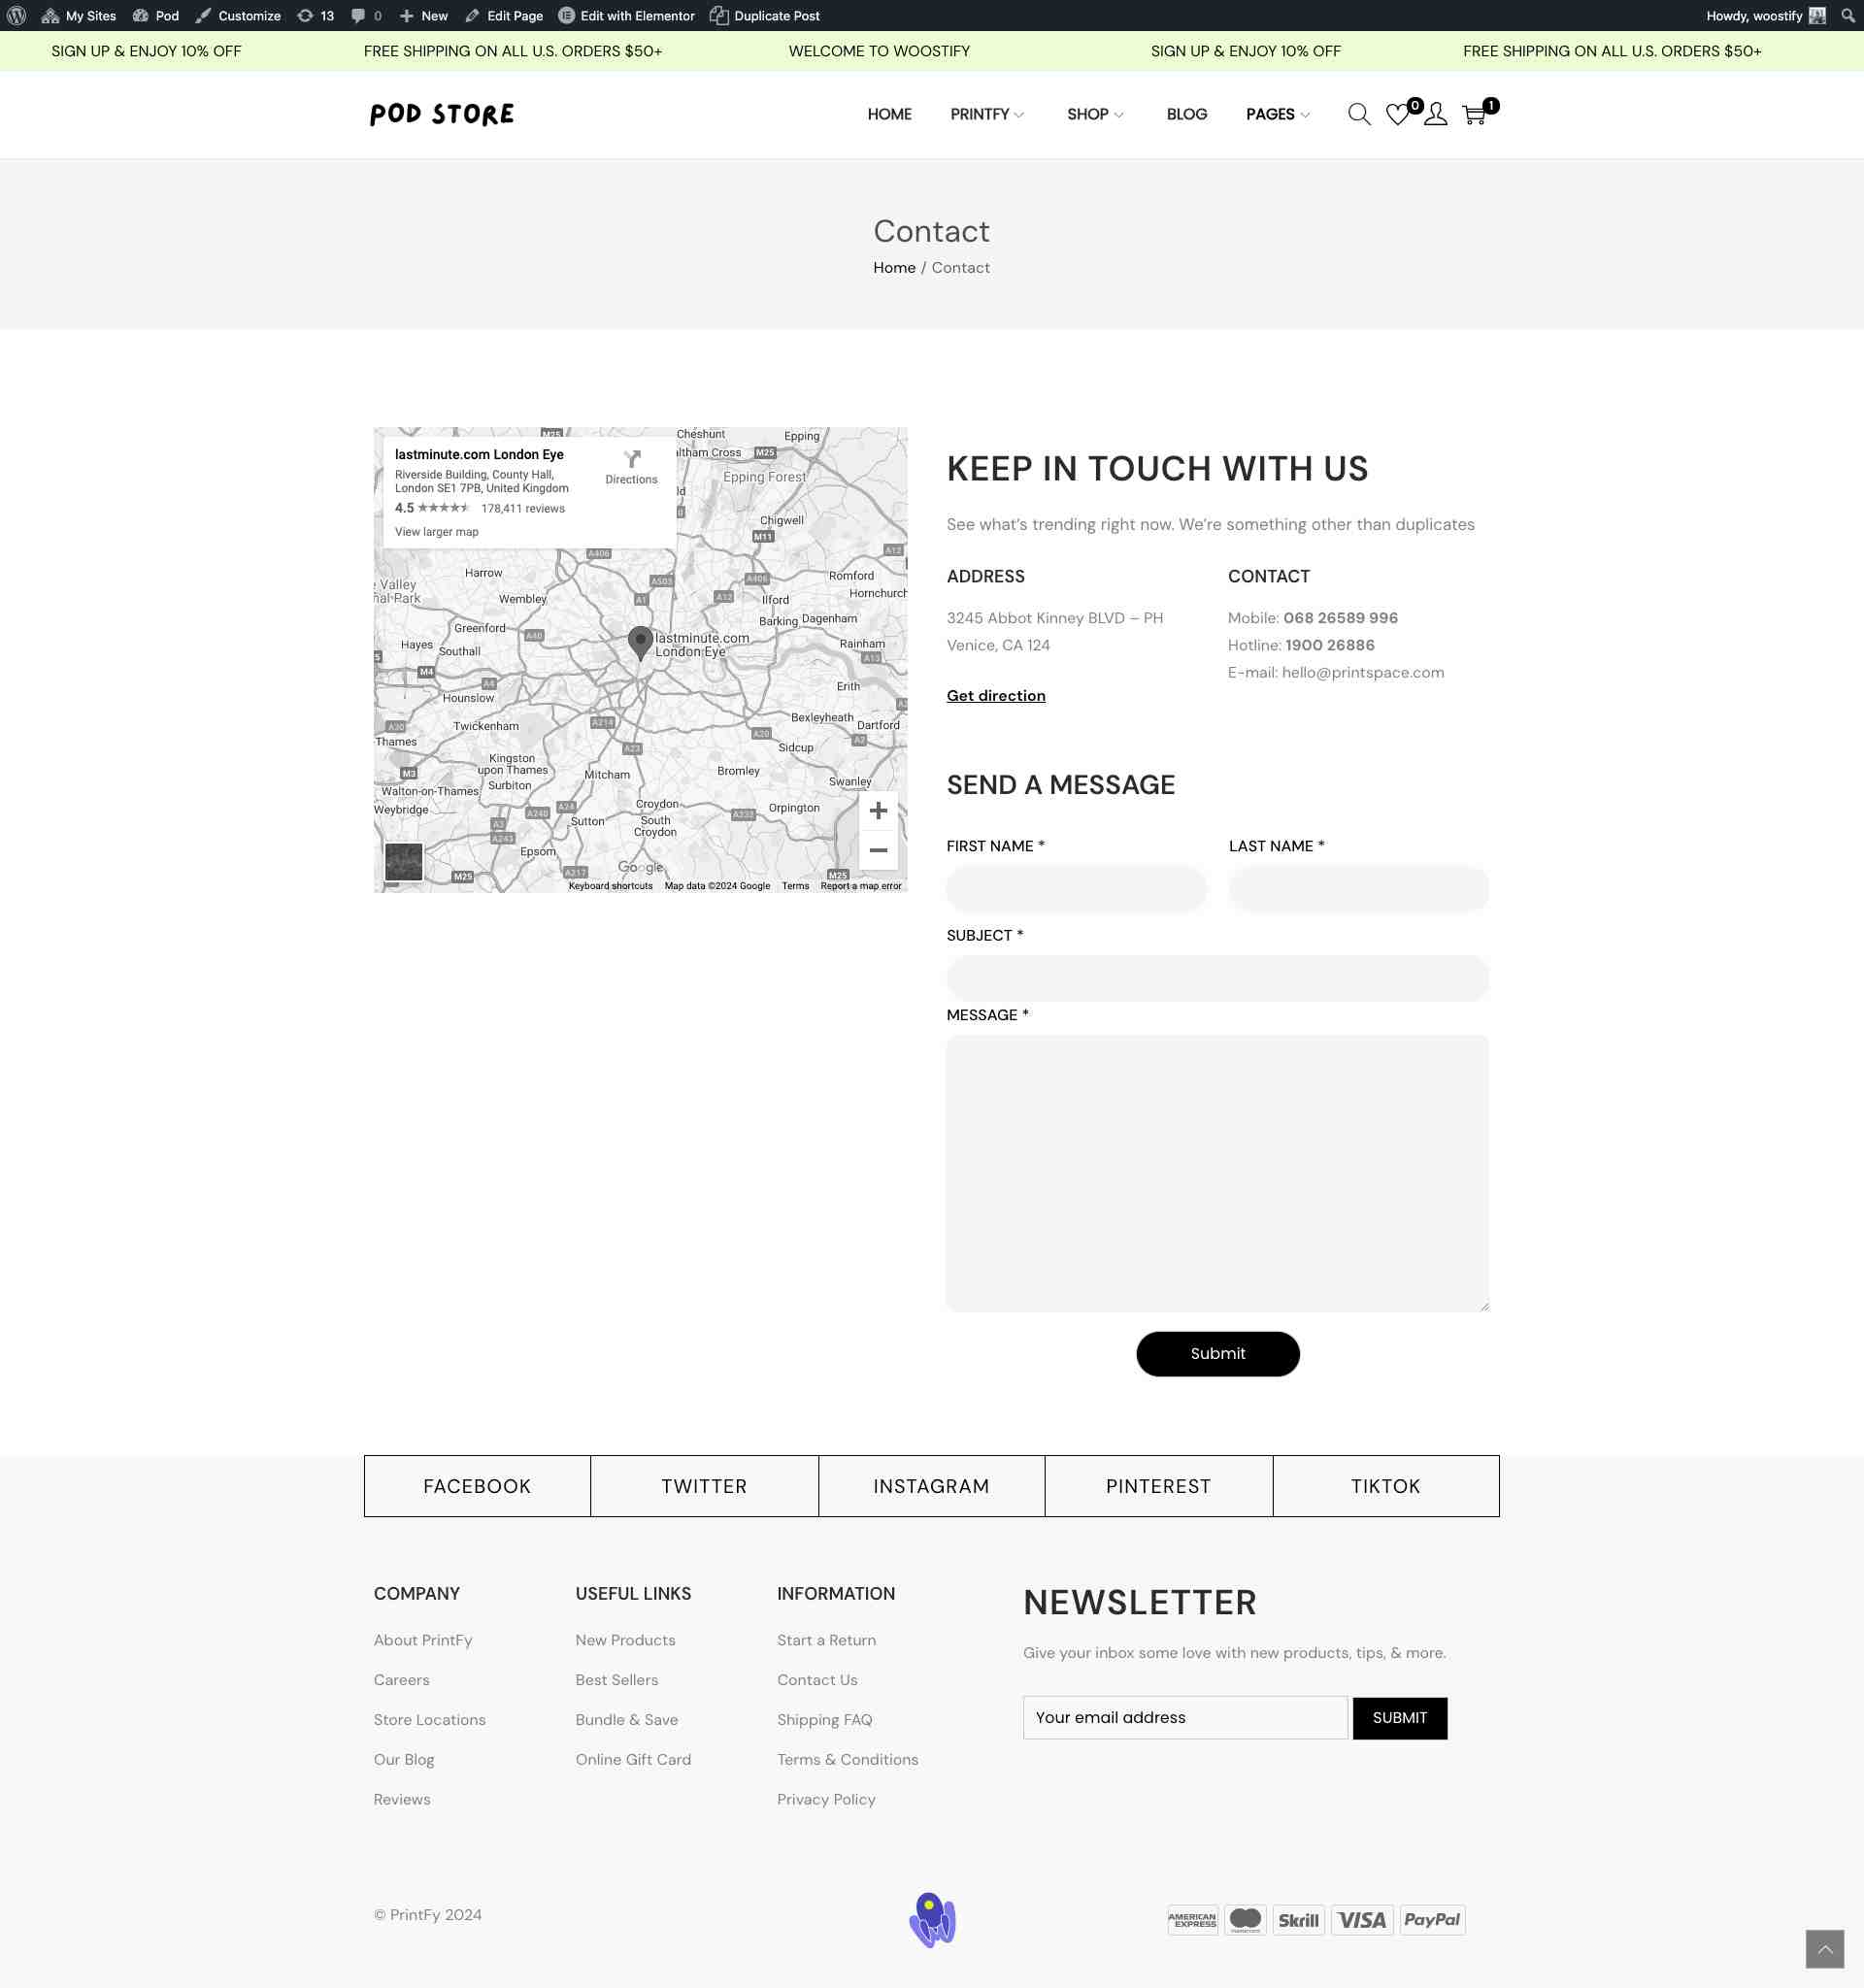 My Sites Pod Customize 13 0 New Edit Page Edit with Elementor Duplicate Post Howdy, woostify
SIGN UP & ENJOY 10% OFF FREE SHIPPING ON ALL U.S. ORDERS $50+ WELCOME TO WOOSTIFY SIGN UP & ENJOY 10% OFF FREE SHIPPING ON ALL U.S. ORDERS $50+
POD STORE HOME PRINTFY SHOP BLOG PAGES 0 1
Contact
Home / Contact
lastminute.com London Eye
Riverside Building, County Hall,
London SE1 7PB, United Kingdom
Directions
4.5 178,411 reviews
View larger map
M25 Cheshunt Epping
altham Cross M25
Epping Forest
Chigwell
M11
A406 A12
Harrow A503 A406 Romford
e Valley
nal Park
Hornchurch
Wembley A1 A12 Ilford
Barking Dagenham
Greenford A40
lastminute.com
London Eye
Hayes Southall Rainham
A13
M4 A4 Erith
Hounslow
A30 Twickenham A214 Bexleyheath Dartford
A23 A20 A2
Thames Sidcup
Kingston
upon Thames
M3 Mitcham Bromley Swanley
Walton-on-Thames Surbiton
Weybridge A240 A24 Croydon Orpington
A3 Sutton South
Croydon A232
A243
Epsom Google
M25 A217 M25
Keyboard shortcuts Map data ©2024 Google Terms Report a map error
KEEP IN TOUCH WITH US
See what's trending right now. We're something other than duplicates
ADDRESS
3245 Abbot Kinney BLVD – PH
Venice, CA 124
Get direction
CONTACT
Mobile: 068 26589 996
Hotline: 1900 26886
E-mail: hello@printspace.com
SEND A MESSAGE
FIRST NAME * LAST NAME *
SUBJECT *
MESSAGE *
Submit
FACEBOOK TWITTER INSTAGRAM PINTEREST TIKTOK
COMPANY
About PrintFy
Careers
Store Locations
Our Blog
Reviews
USEFUL LINKS
New Products
Best Sellers
Bundle & Save
Online Gift Card
INFORMATION
Start a Return
Contact Us
Shipping FAQ
Terms & Conditions
Privacy Policy
NEWSLETTER
Give your inbox some love with new products, tips, & more.
Your email address SUBMIT
© PrintFy 2024
AMERICAN EXPRESS Skrill VISA PayPal